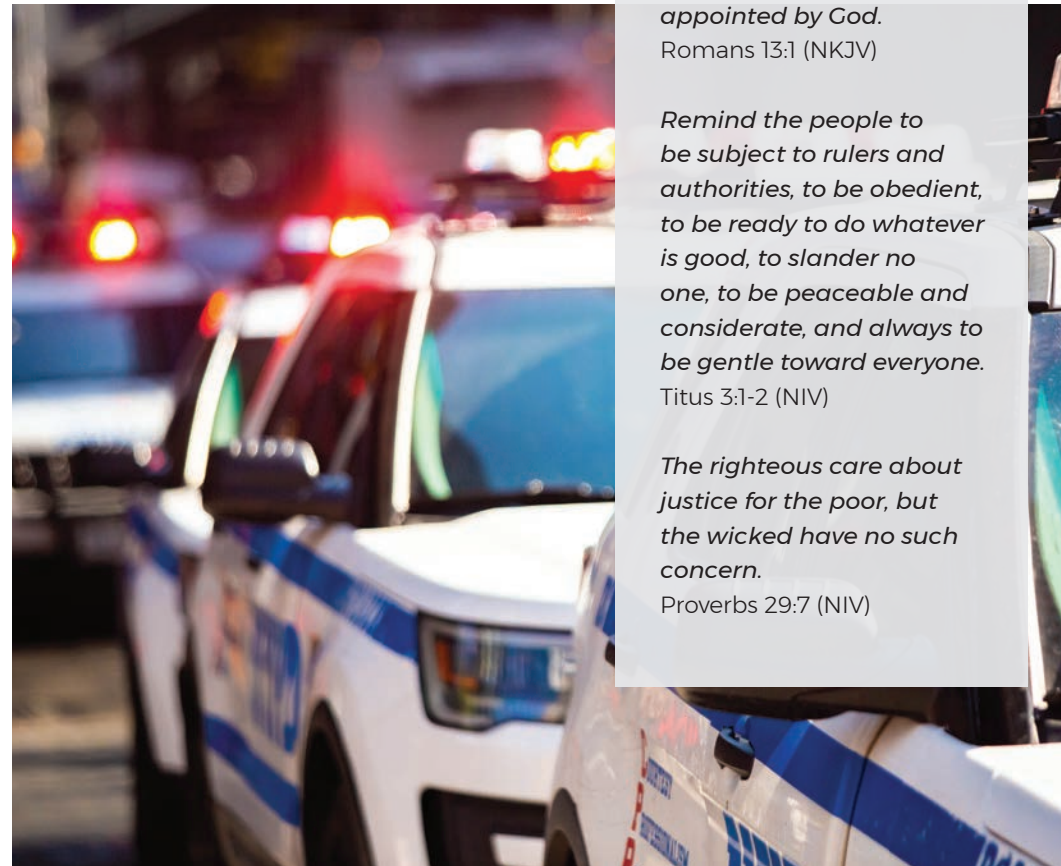 appointed by God.
Romans 13:1 (NKJV)
Remind the people to
be subject to rulers and
authorities, to be obedient,
to be ready to do whatever
is good, to slander no
one, to be peaceable and
considerate, and always to
be gentle toward everyone.
Titus 3:1-2 (NIV)
The righteous care about
justice for the poor, but
the wicked have no such
concern.
Proverbs 29:7 (NIV)